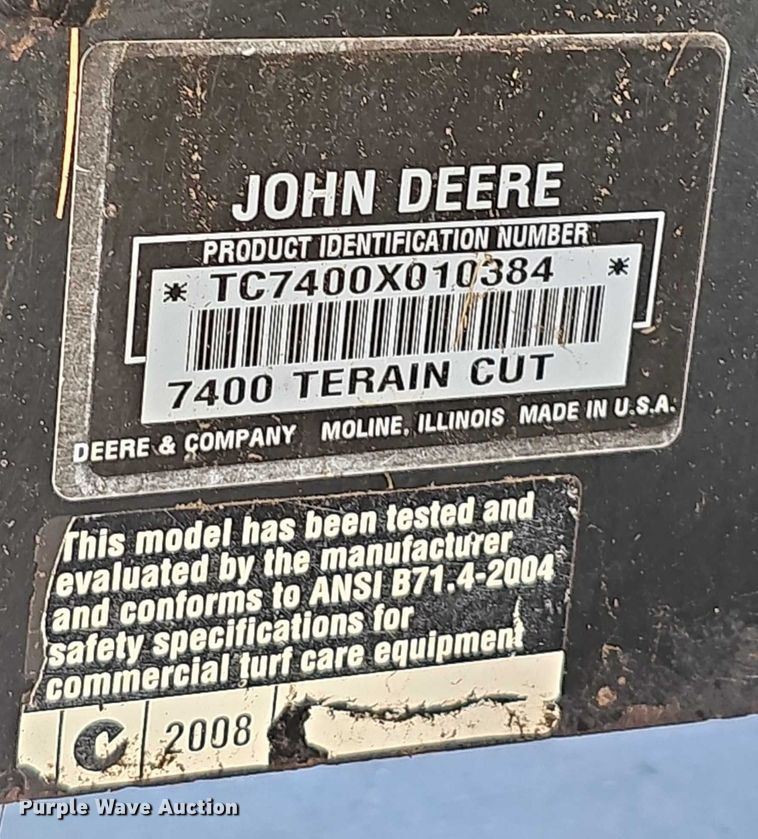 JOHN DEERE
PRODUCT IDENTIFICATION NUMBER
* TC7400X010384 *
7400 TERAIN CUT
DEERE & COMPANY MOLINE, ILLINOIS MADE IN U.S.A.
This model has been tested and
evaluated by the manufacturer
and conforms to ANSI B71.4-2004
safety specifications for
commercial turf care equipment
2008
Purple Wave Auction